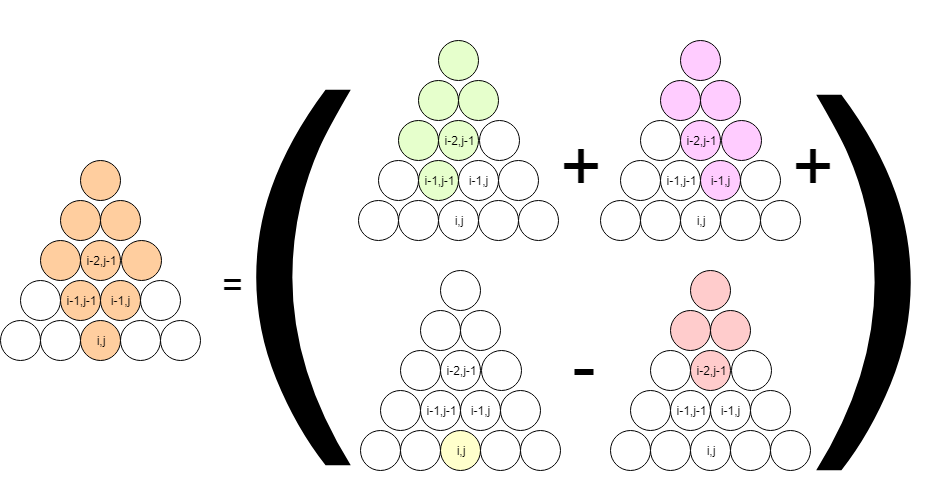 i-2,j-1 i-2,j-1
i-1,j-1 i-1,j i-1,j-1 i-1,j
+ +
i,j i,j
i-2,j-1
i-1,j-1 i-1,j
i,j
= ( )
i-2,j-1 - i-2,j-1
i-1,j-1 i-1,j i-1,j-1 i-1,j
i,j i,j